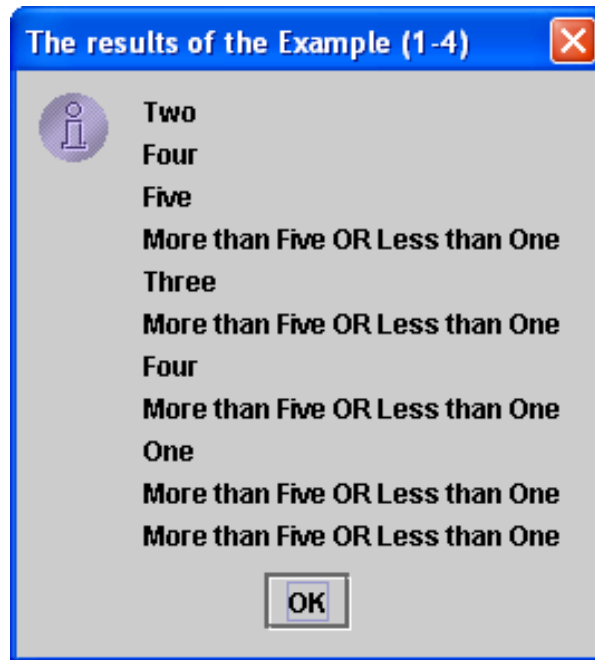 The results of the Example (1-4)
Two
Four
Five
More than Five OR Less than One
Three
More than Five OR Less than One
Four
More than Five OR Less than One
One
More than Five OR Less than One
More than Five OR Less than One
OK